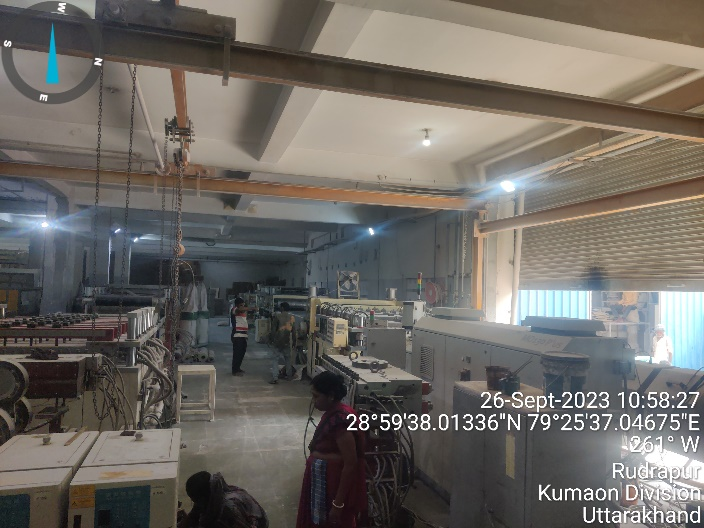 W
S
N
E
26-Sept-2023 10:58:27
28°59'38.01336"N 79°25'37.04675"E
261° W
Rudrapur
Kumaon Division
Uttarakhand